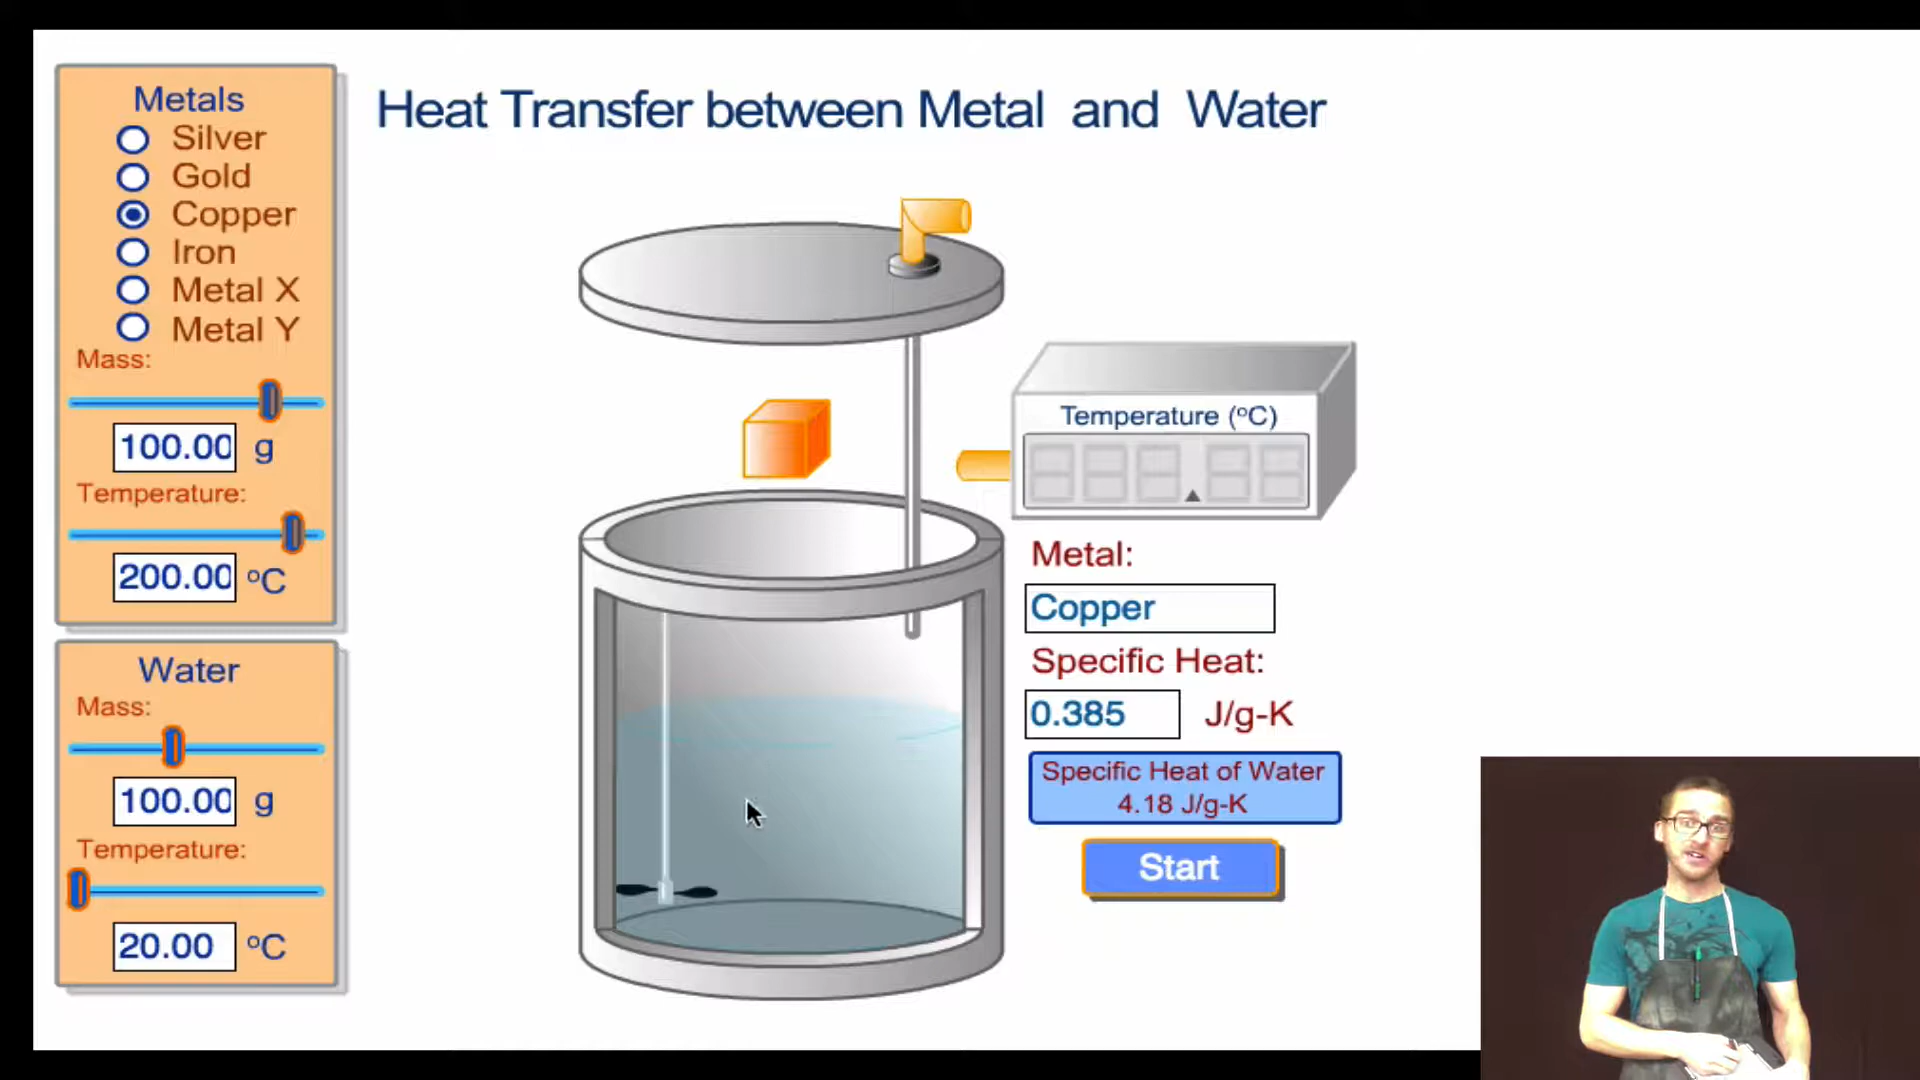 Metals
Silver
Gold
Copper
Iron
Metal X
Metal Y
Mass:
100.00 g
Temperature:
200.00 °C
Water
Mass:
100.00 g
Temperature:
20.00 °C
Heat Transfer between Metal and Water
Temperature (°C)
Metal:
Copper
Specific Heat:
0.385 J/g-K
Specific Heat of Water
4.18 J/g-K
Start